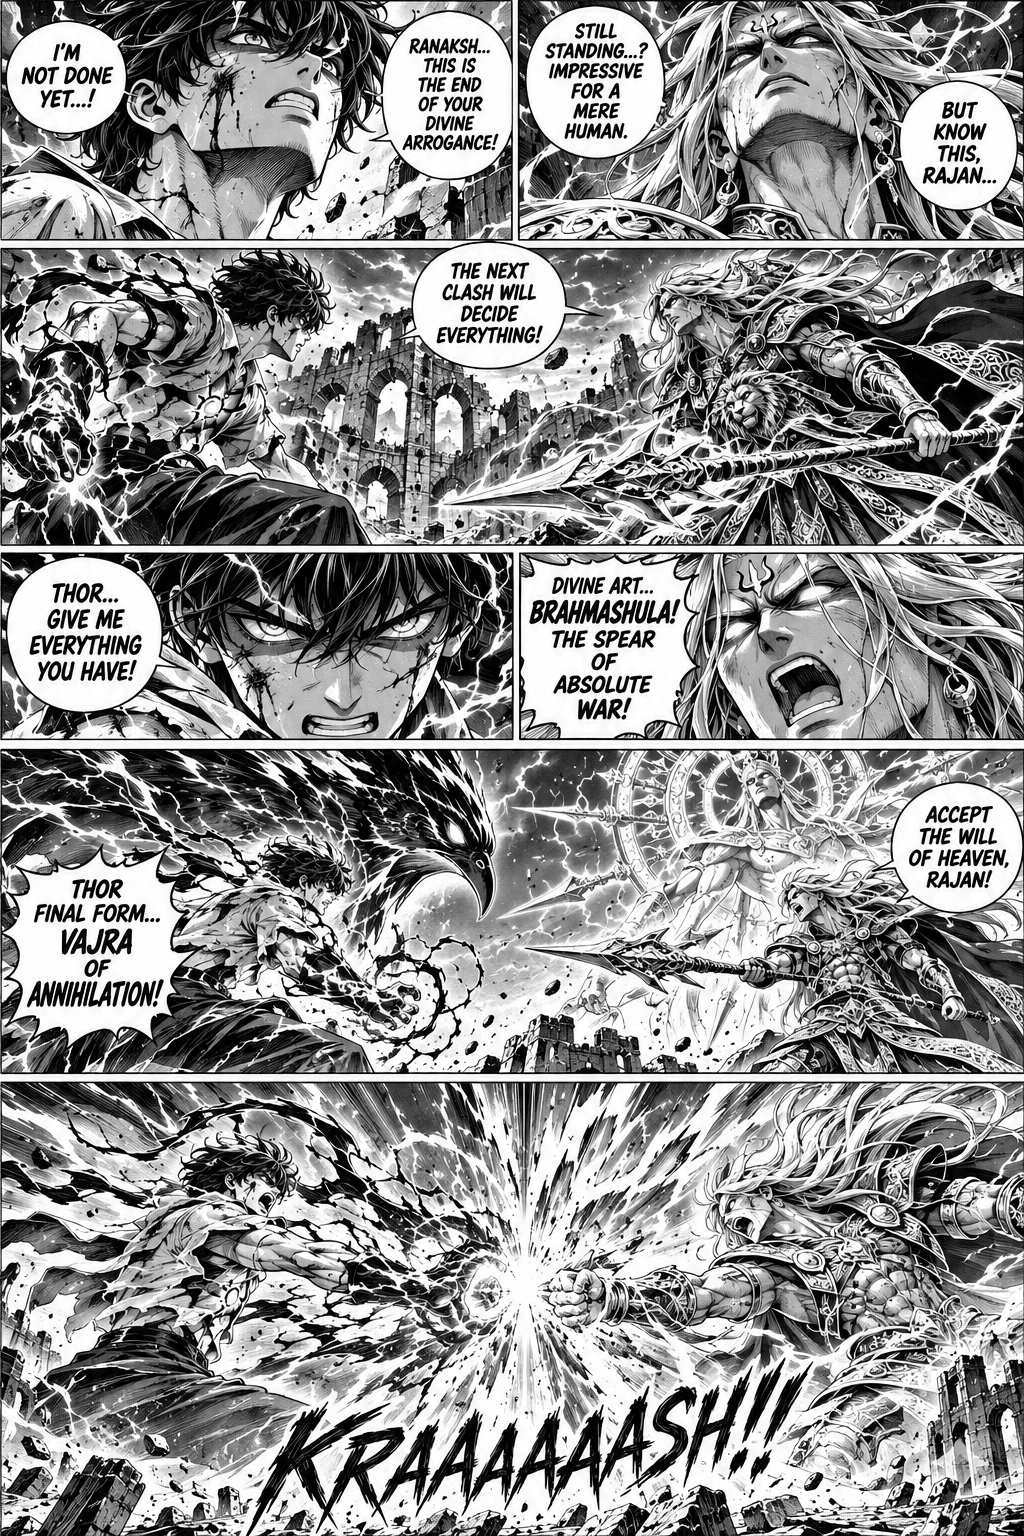 I'M
NOT DONE
YET...!
RANAKSH...
THIS IS
THE END
OF YOUR
DIVINE
ARROGANCE!
STILL
STANDING...?
IMPRESSIVE
FOR A
MERE
HUMAN.
BUT
KNOW
THIS,
RAJAN...
THE NEXT
CLASH WILL
DECIDE
EVERYTHING!
THOR...
GIVE ME
EVERYTHING
YOU HAVE!
DIVINE ART...
BRAHMASHULA!
THE SPEAR
OF
ABSOLUTE
WAR!
THOR
FINAL FORM...
VAJRA
OF
ANNIHILATION!
ACCEPT
THE WILL
OF HEAVEN,
RAJAN!
KRAAAAAASH!!